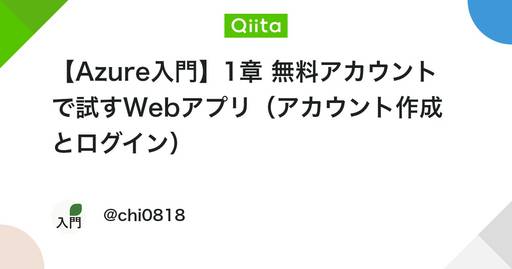 Qiita
【Azure入門】1章 無料アカウント
で試すWebアプリ（アカウント作成
とログイン）
入門
@chi0818